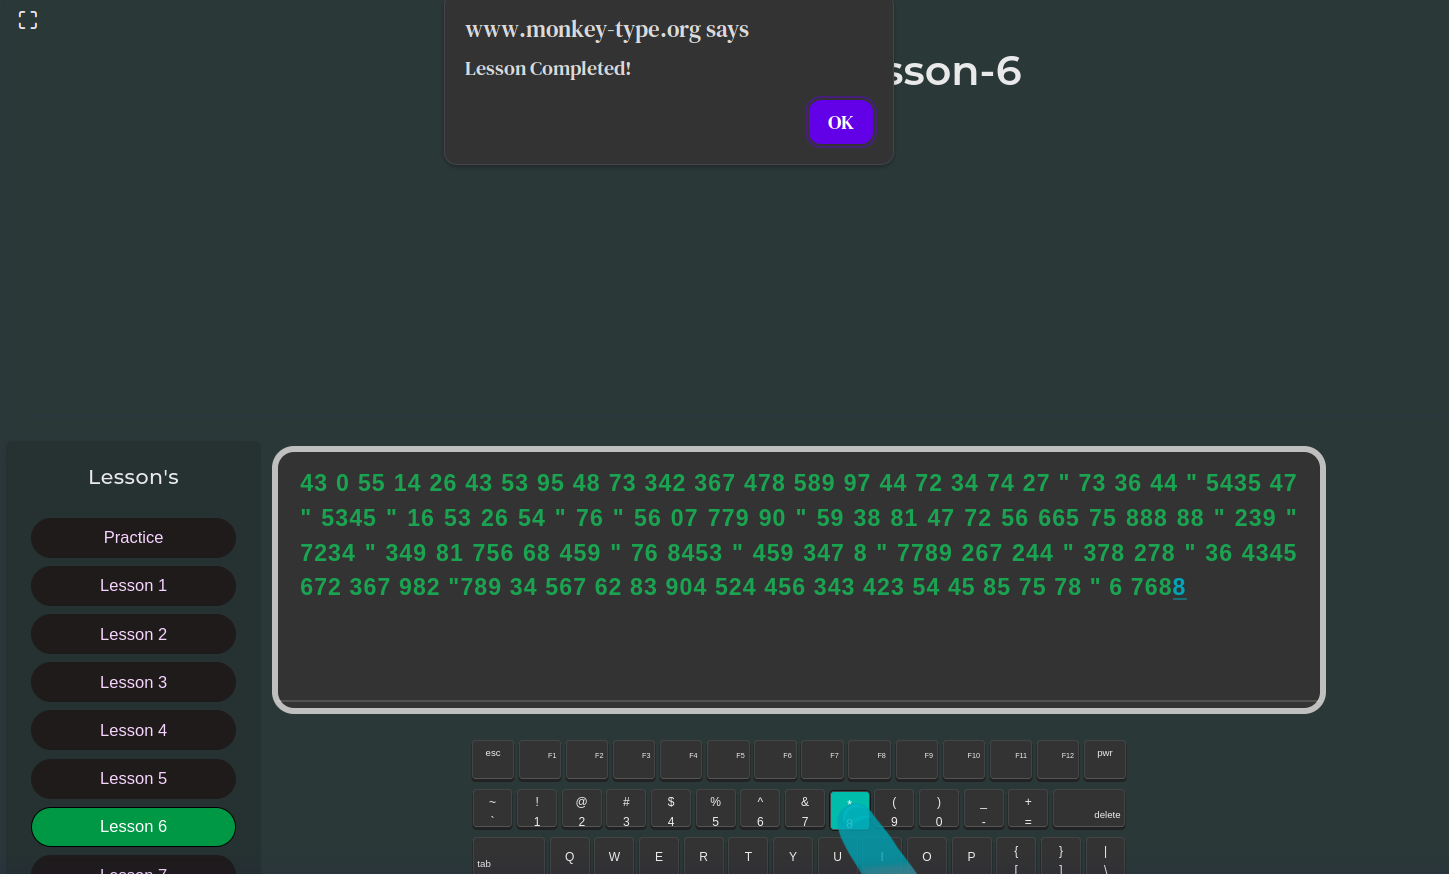 www.monkey-type.org says
Lesson Completed!
OK
sson-6
Lesson's
Practice
Lesson 1
Lesson 2
Lesson 3
Lesson 4
Lesson 5
Lesson 6
Lesson 7
43 0 55 14 26 43 53 95 48 73 342 367 478 589 97 44 72 34 74 27 " 73 36 44 " 5435 47
" 5345 " 16 53 26 54 " 76 " 56 07 779 90 " 59 38 81 47 72 56 665 75 888 88 " 239 "
7234 " 349 81 756 68 459 " 76 8453 " 459 347 8 " 7789 267 244 " 378 278 " 36 4345
672 367 982 "789 34 567 62 83 904 524 456 343 423 54 45 85 75 78 " 6 7688
esc F1 F2 F3 F4 F5 F6 F7 F8 F9 F10 F11 F12 pwr
~ ! @ # $ % ^ & * ( ) _ + delete
` 1 2 3 4 5 6 7 8 9 0 - =
tab Q W E R T Y U I O P { } |
[ ] \